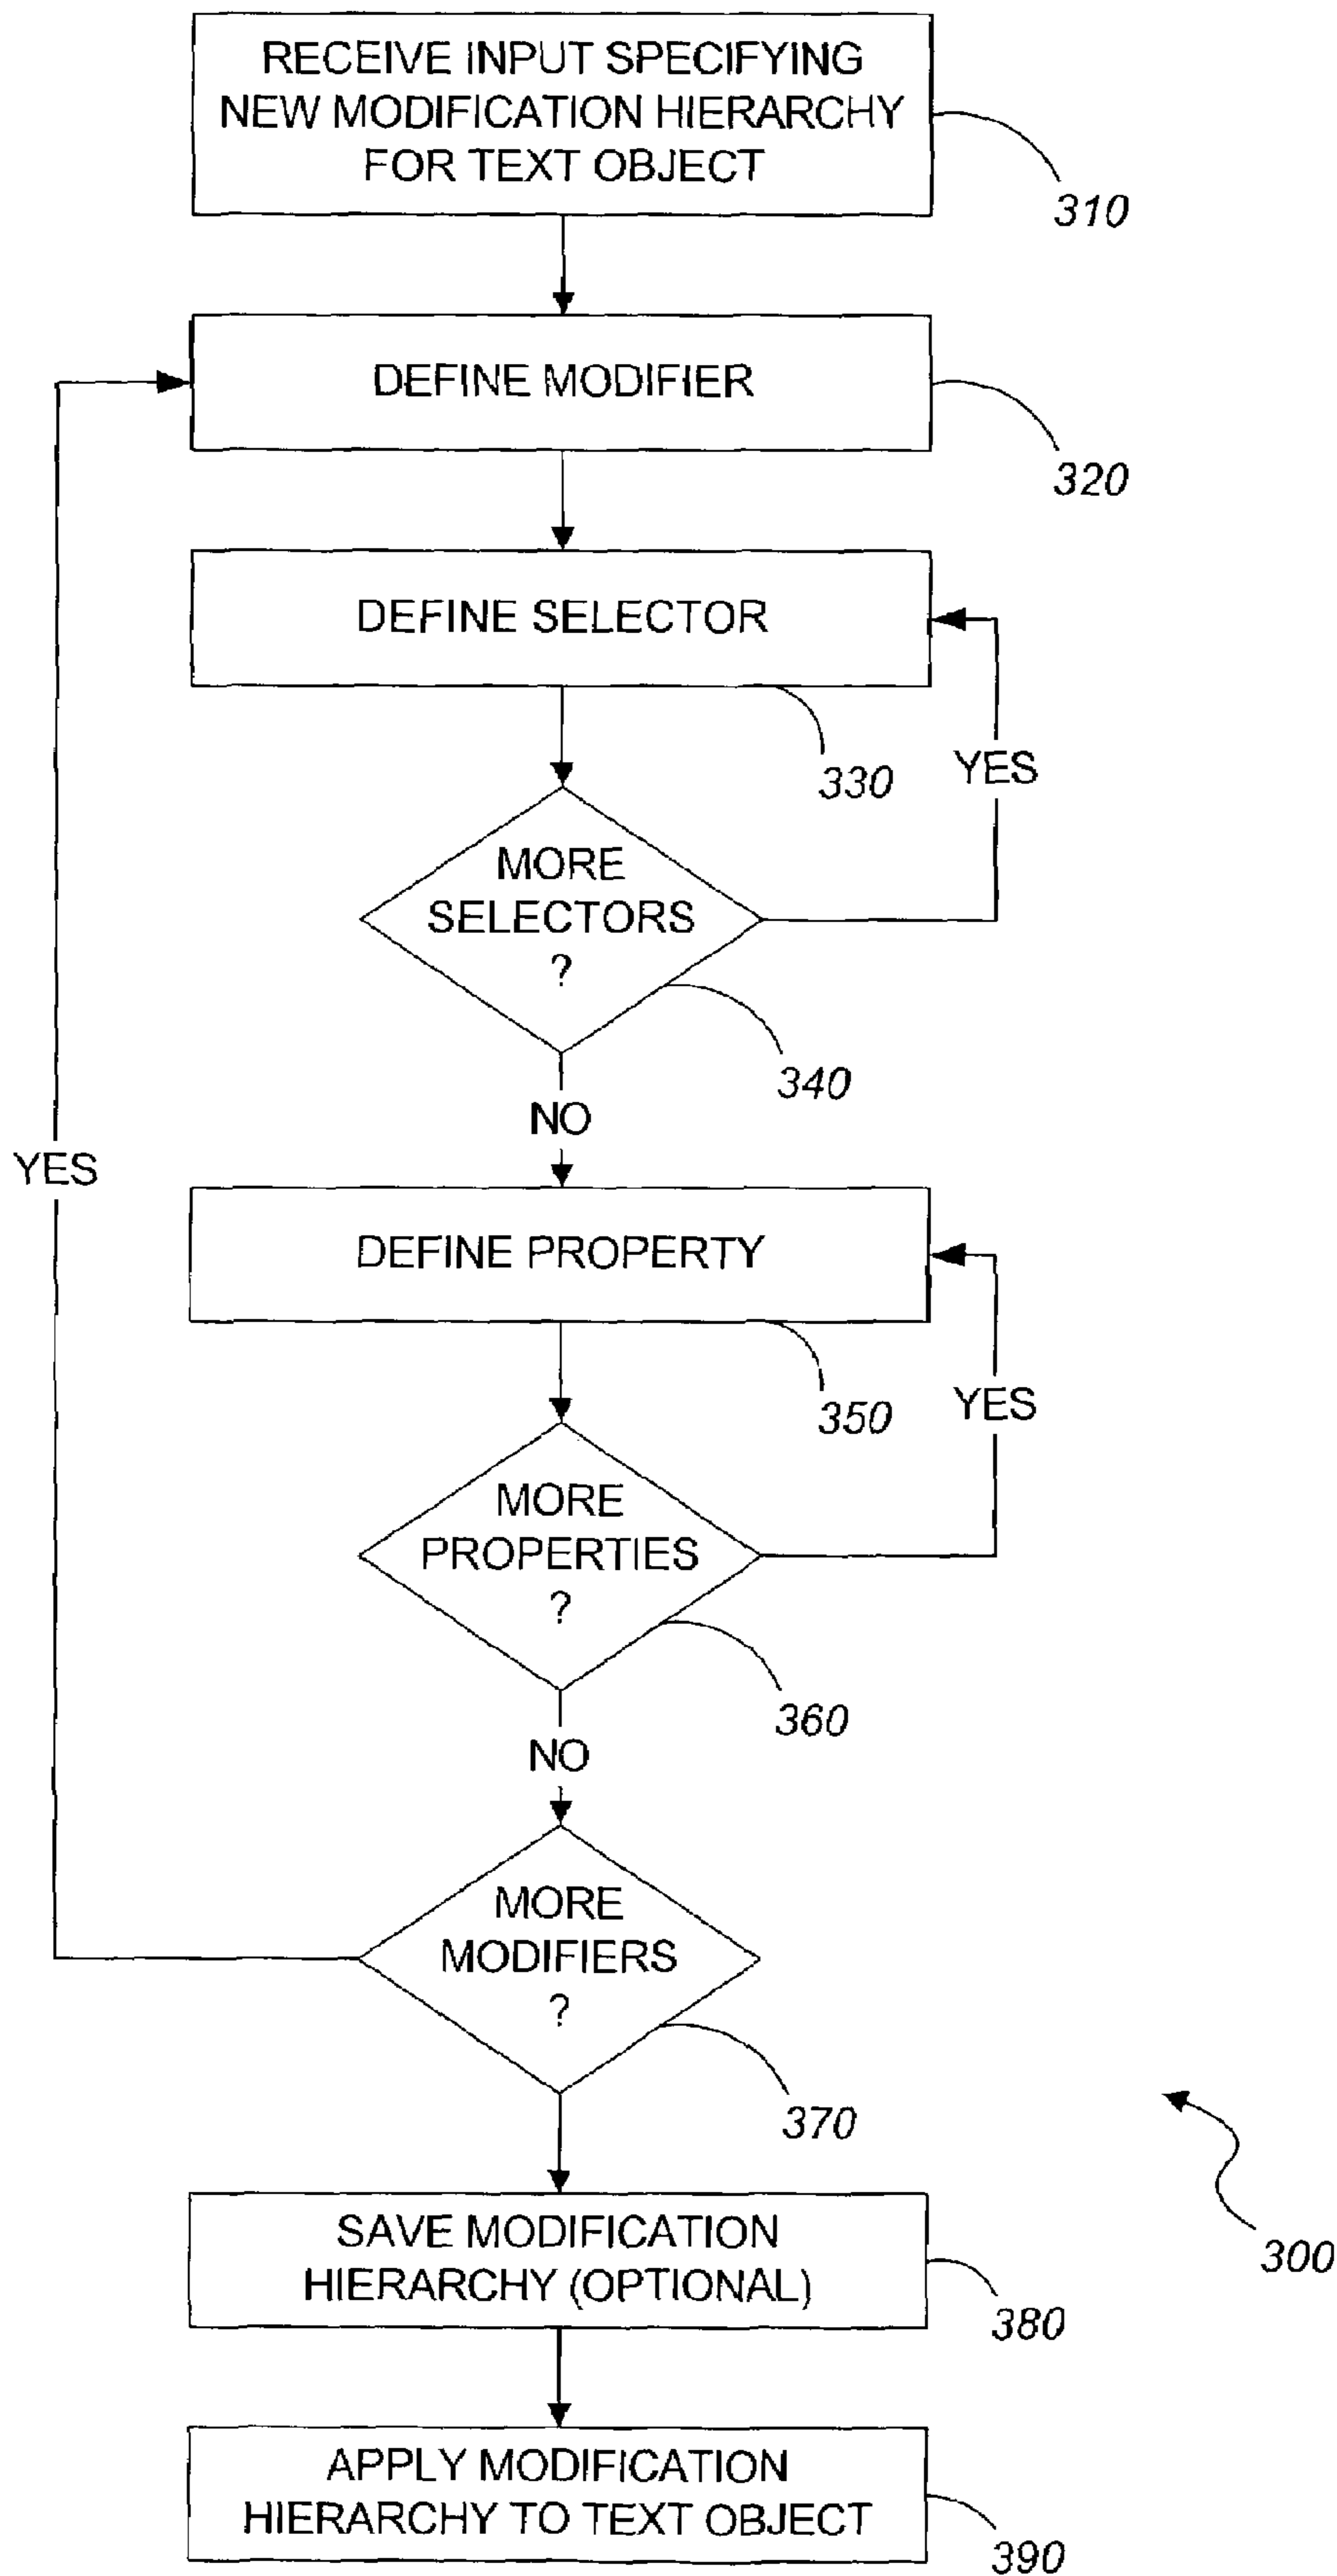 RECEIVE INPUT SPECIFYING
NEW MODIFICATION HIERARCHY
FOR TEXT OBJECT
310
DEFINE MODIFIER
320
DEFINE SELECTOR
330
YES
MORE
SELECTORS
?
340
NO
YES
DEFINE PROPERTY
350
YES
MORE
PROPERTIES
?
360
NO
MORE
MODIFIERS
?
370
SAVE MODIFICATION
HIERARCHY (OPTIONAL)
380
300
APPLY MODIFICATION
HIERARCHY TO TEXT OBJECT
390